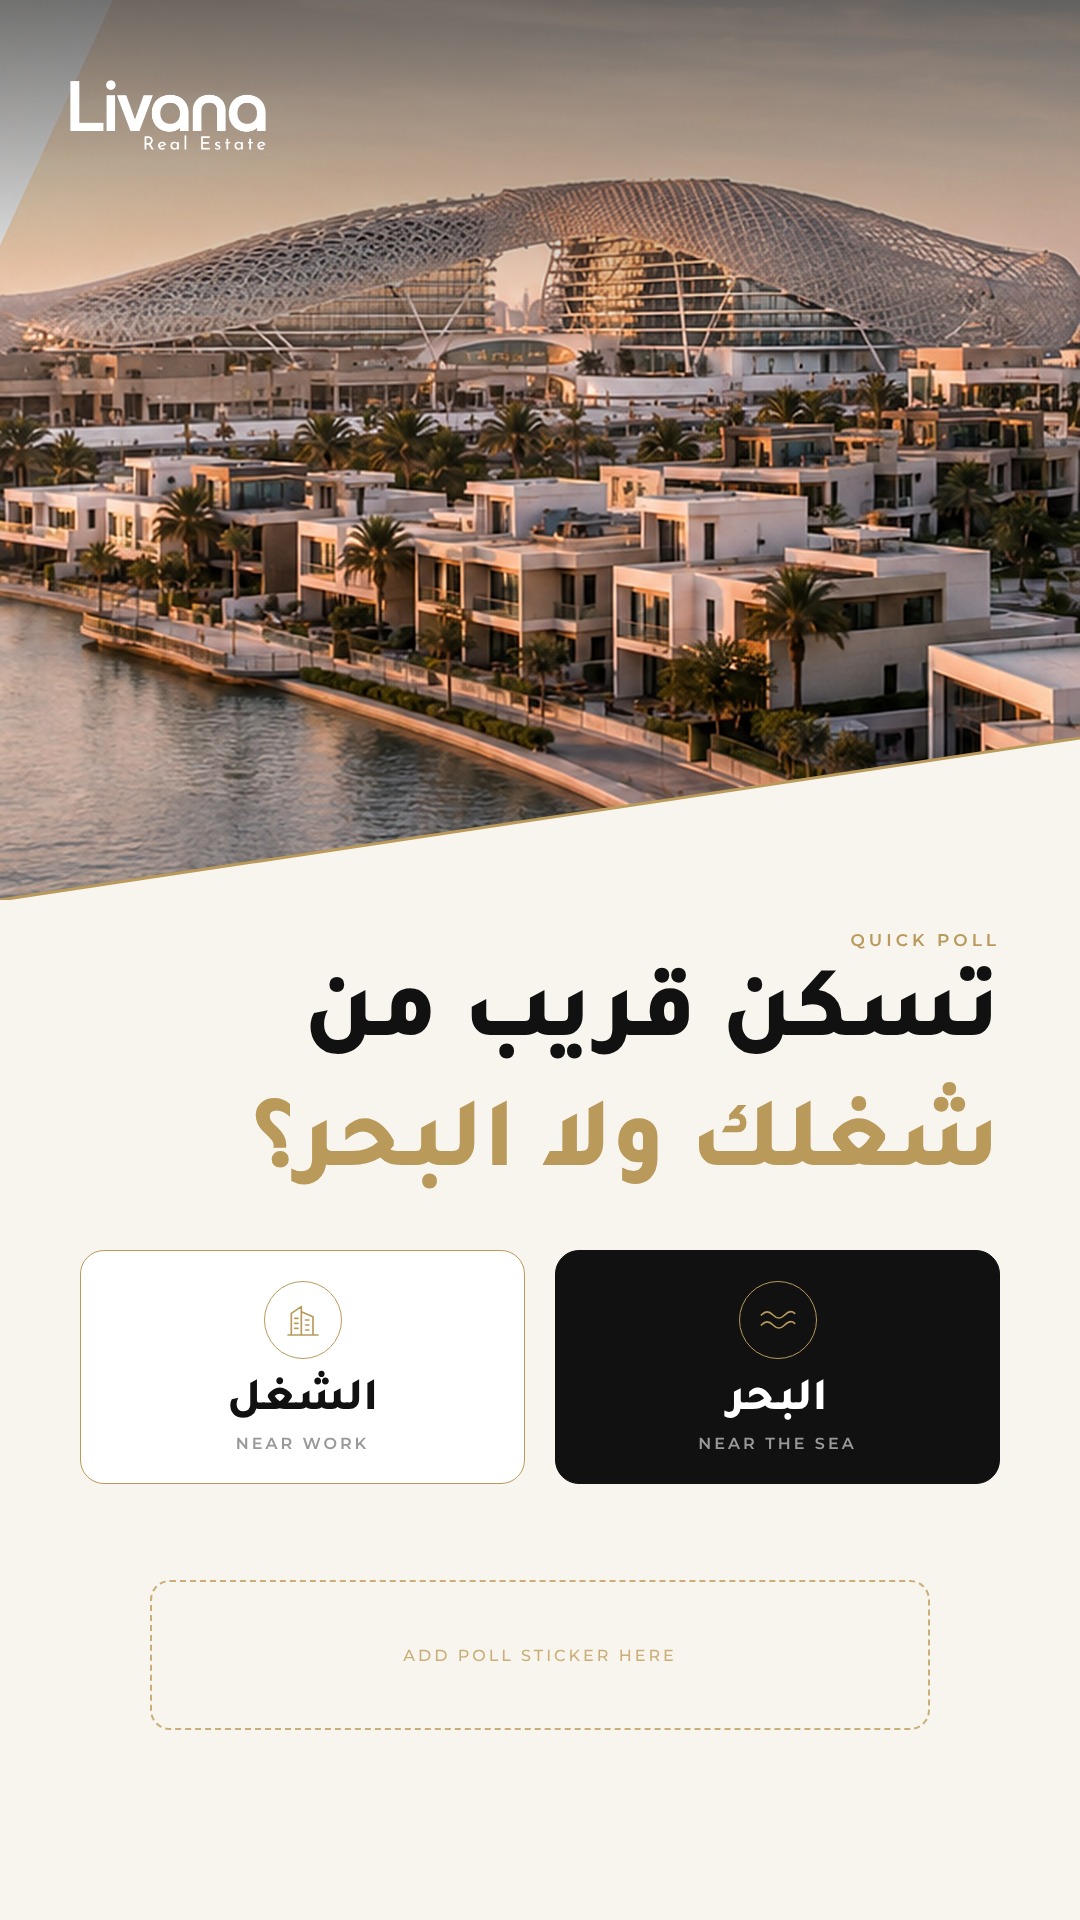 Livana
Real Estate
QUICK POLL
تسكن قريب من
شغلك ولا البحر؟
البحر
NEAR THE SEA
الشغل
NEAR WORK
ADD POLL STICKER HERE